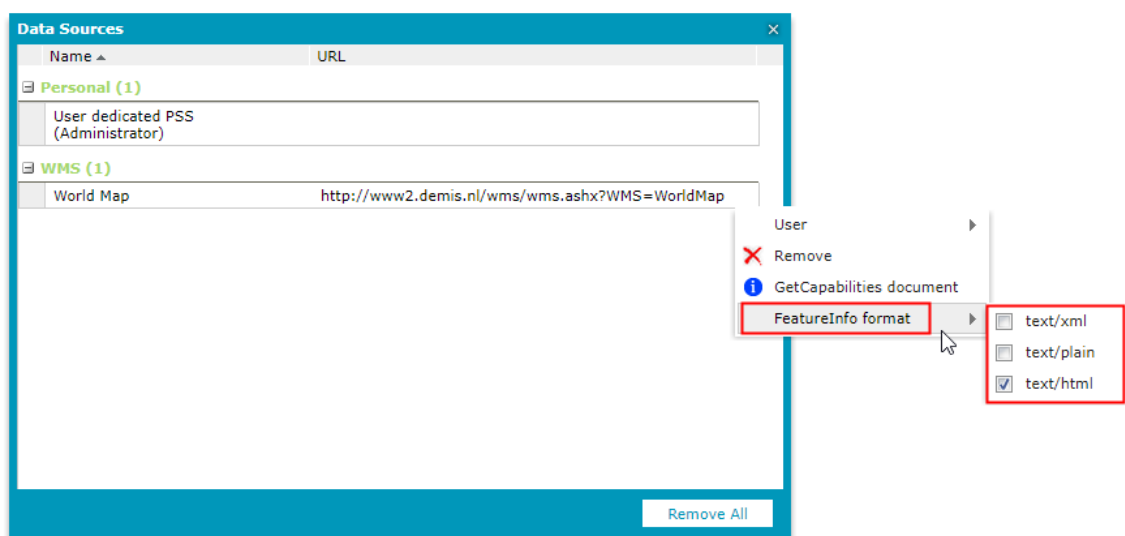 Data Sources
Name URL
Personal (1)
User dedicated PSS
(Administrator)
WMS (1)
World Map http://www2.demis.nl/wms/wms.ashx?WMS=WorldMap
User
Remove
GetCapabilities document
FeatureInfo format
text/xml
text/plain
text/html
Remove All